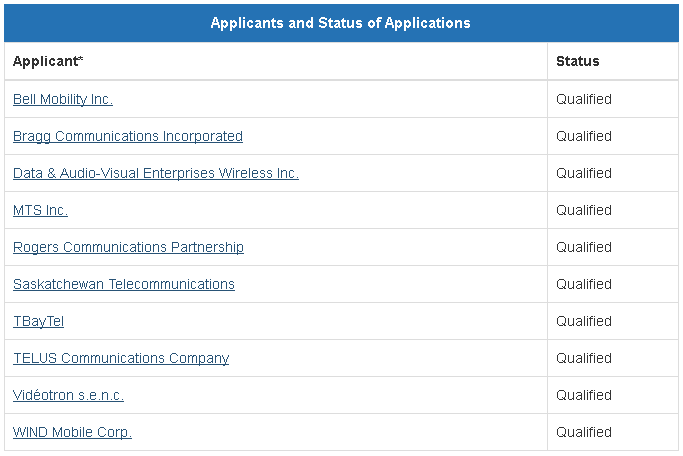 Applicants and Status of Applications
Applicant* Status
Bell Mobility Inc. Qualified
Bragg Communications Incorporated Qualified
Data & Audio-Visual Enterprises Wireless Inc. Qualified
MTS Inc. Qualified
Rogers Communications Partnership Qualified
Saskatchewan Telecommunications Qualified
TBayTel Qualified
TELUS Communications Company Qualified
Vidéotron s.e.n.c. Qualified
WIND Mobile Corp. Qualified